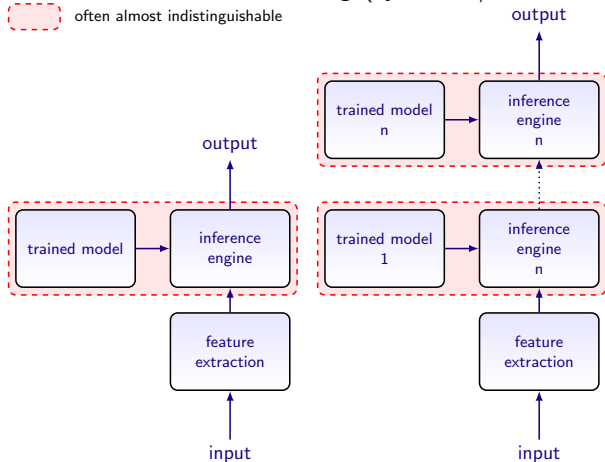 often almost indistinguishable
output
trained model
n
inference
engine
n
output
trained model
inference
engine
trained model
1
inference
engine
n
feature
extraction
feature
extraction
input
input